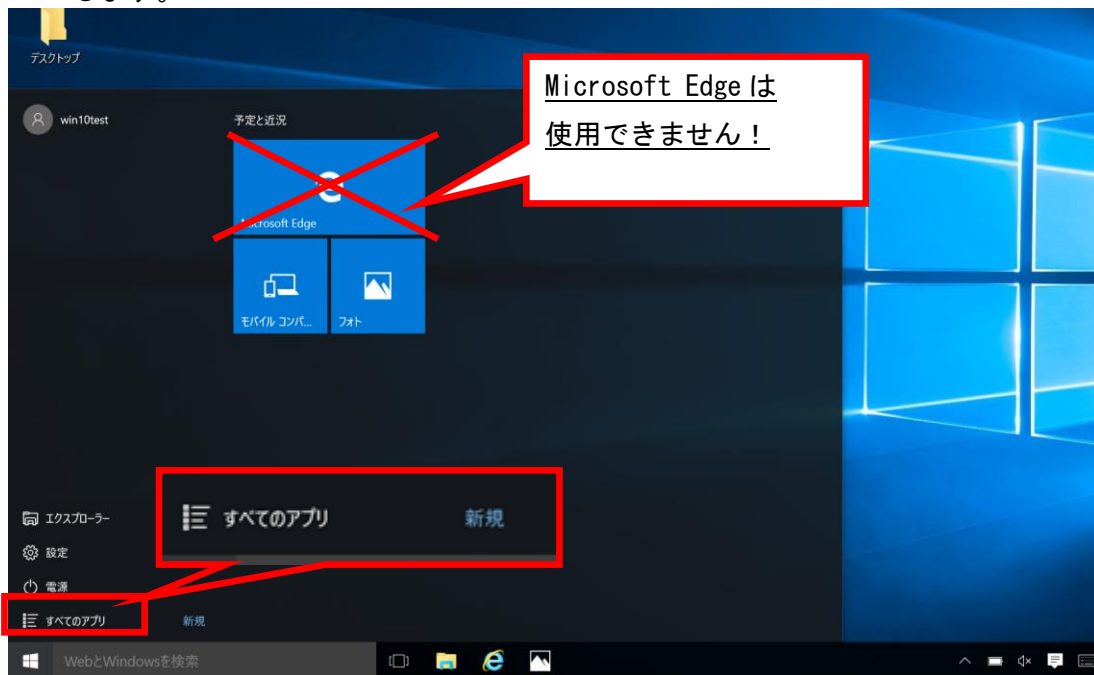 します。
デスクトップ
Microsoft Edge は
使用できません！
win10test
予定と近況
Microsoft Edge
モバイル コンパ...
フォト
エクスプローラー
すべてのアプリ 新規
設定
電源
すべてのアプリ 新規
WebとWindowsを検索